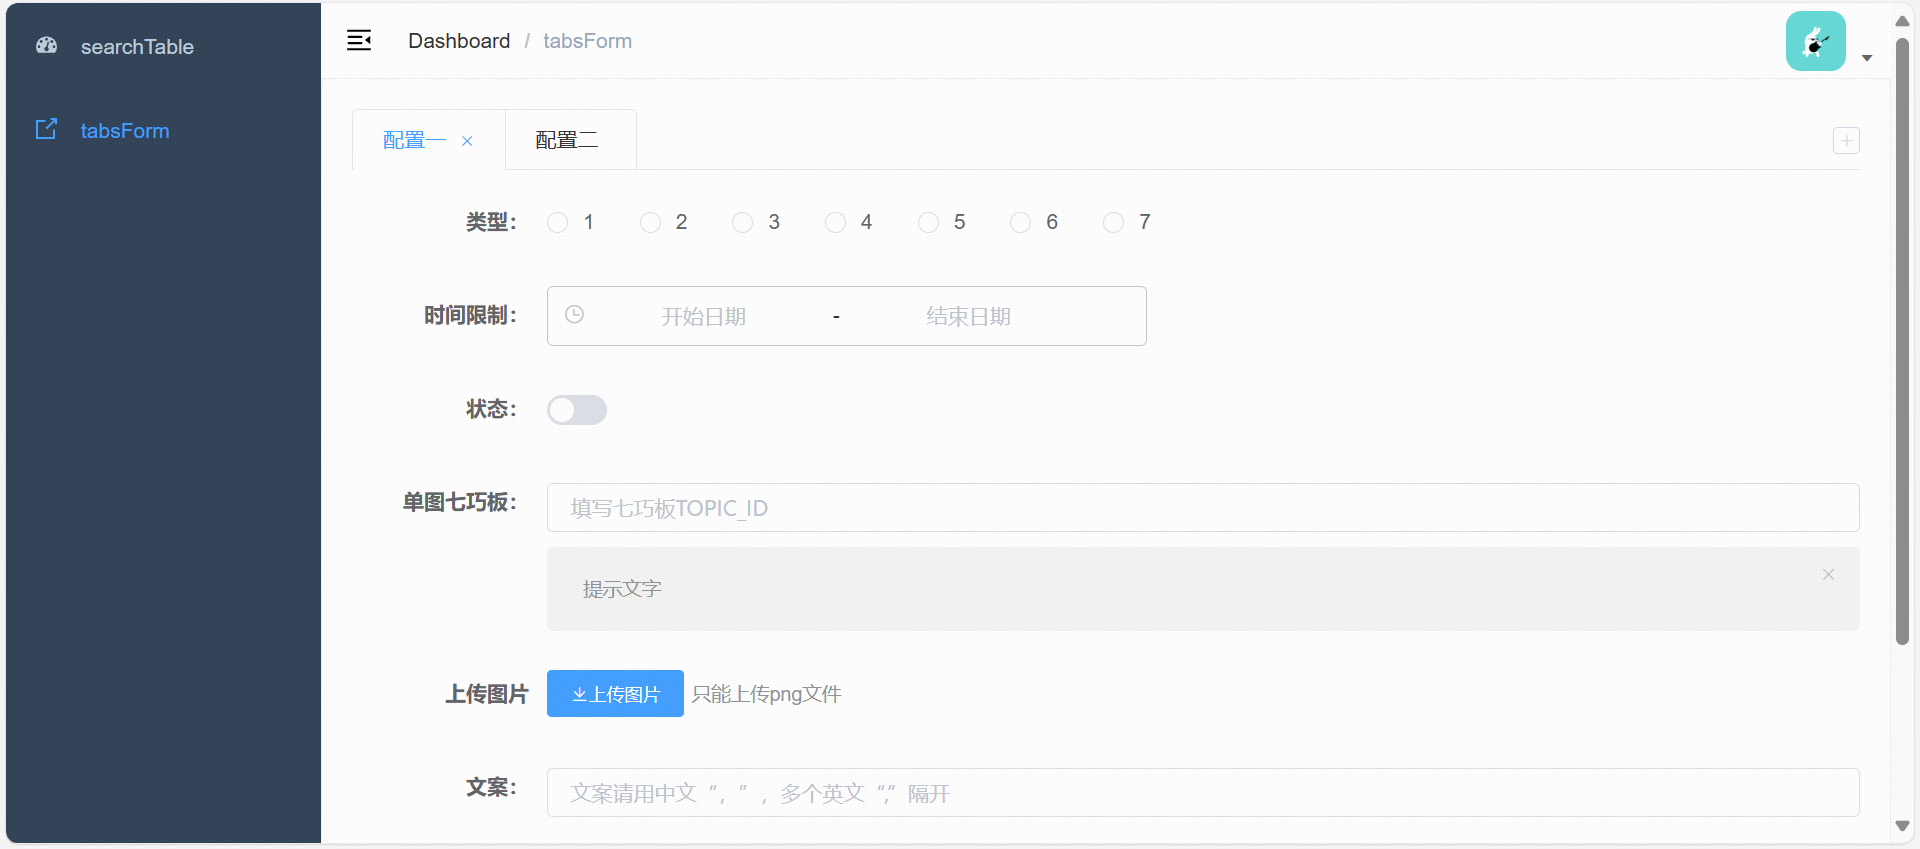 searchTable
tabsForm
Dashboard / tabsForm
配置一 × 配置二
类型： 1 2 3 4 5 6 7
时间限制： 开始日期 - 结束日期
状态：
单图七巧板： 填写七巧板TOPIC_ID
提示文字
上传图片 上传图片 只能上传png文件
文案： 文案请用中文“，”，多个英文“,”隔开